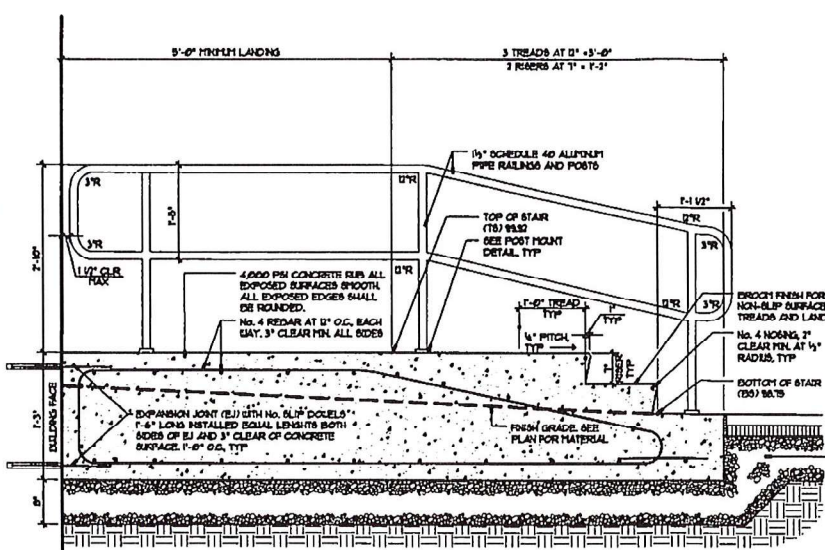 5'-0" MINIMUM LANDING
3 TREADS AT 12" =3'-0"
2 RISERS AT 7" = 1'-2"
1½" SCHEDULE 40 ALUMINUM
PIPE RAILINGS AND POSTS
3"R
12"R
1'-8"
1'-1 1/2"
12"R
3"R
TOP OF STAIR
(TS) 99.92
SEE POST MOUNT
DETAIL, TYP
2'-10"
3"R
12"R
12"R
3"R
1 1/2" CLR
MAX
4,000 PSI CONCRETE RUB ALL
EXPOSED SURFACES SMOOTH.
ALL EXPOSED EDGES SHALL
BE ROUNDED.
No. 4 REBAR AT 12" O.C., EACH
WAY. 3" CLEAR MIN. ALL SIDES
1'-0" TREAD
TYP
1"
TYP
¼" PITCH
TYP
7"
RISER
TYP
BROOM FINISH FOR
NON-SLIP SURFACE
TREADS AND LAND
No. 4 NOSING, 2"
CLEAR MIN. AT ½"
RADIUS, TYP
BOTTOM OF STAIR
(BS) 98.75
BUILDING FACE
1'-3"
EXPANSION JOINT (EJ) WITH No. SLIP DOWELS
1'-6" LONG INSTALLED EQUAL LENGHTS BOTH
SIDES OF EJ AND 3" CLEAR OF CONCRETE
SURFACE. 1'-0" O.C., TYP
FINISH GRADE. SEE
PLAN FOR MATERIAL